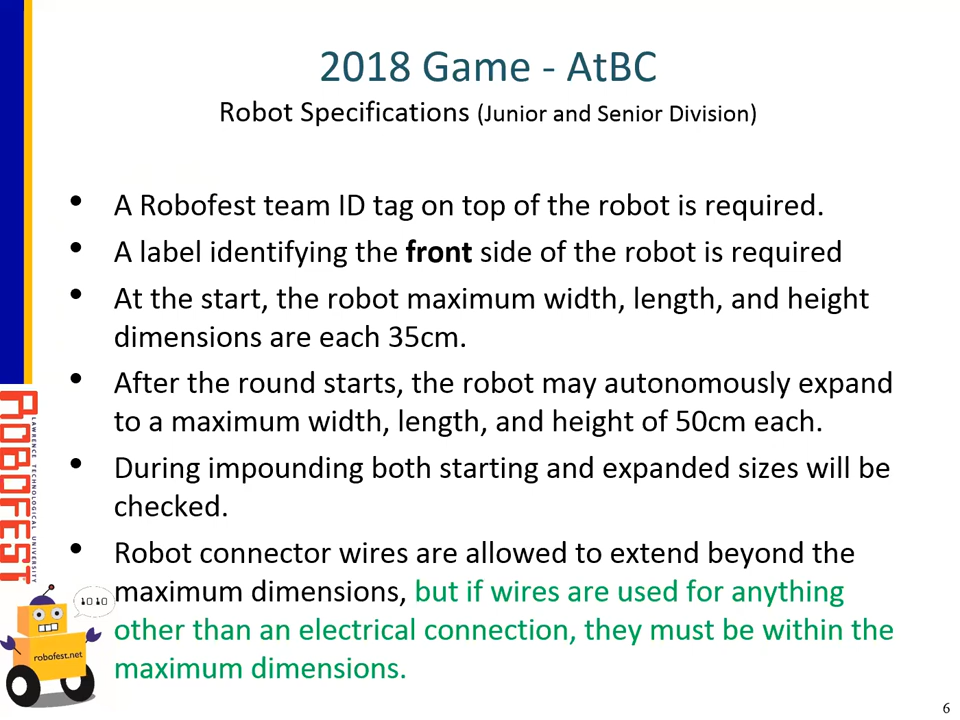 2018 Game - AtBC
Robot Specifications (Junior and Senior Division)
• A Robofest team ID tag on top of the robot is required.
• A label identifying the front side of the robot is required
• At the start, the robot maximum width, length, and height
dimensions are each 35cm.
• After the round starts, the robot may autonomously expand
to a maximum width, length, and height of 50cm each.
• During impounding both starting and expanded sizes will be
checked.
• Robot connector wires are allowed to extend beyond the
maximum dimensions, but if wires are used for anything
other than an electrical connection, they must be within the
maximum dimensions.
ROBOFEST
LAWRENCE TECHNOLOGICAL UNIVERSITY
robofest.net
6